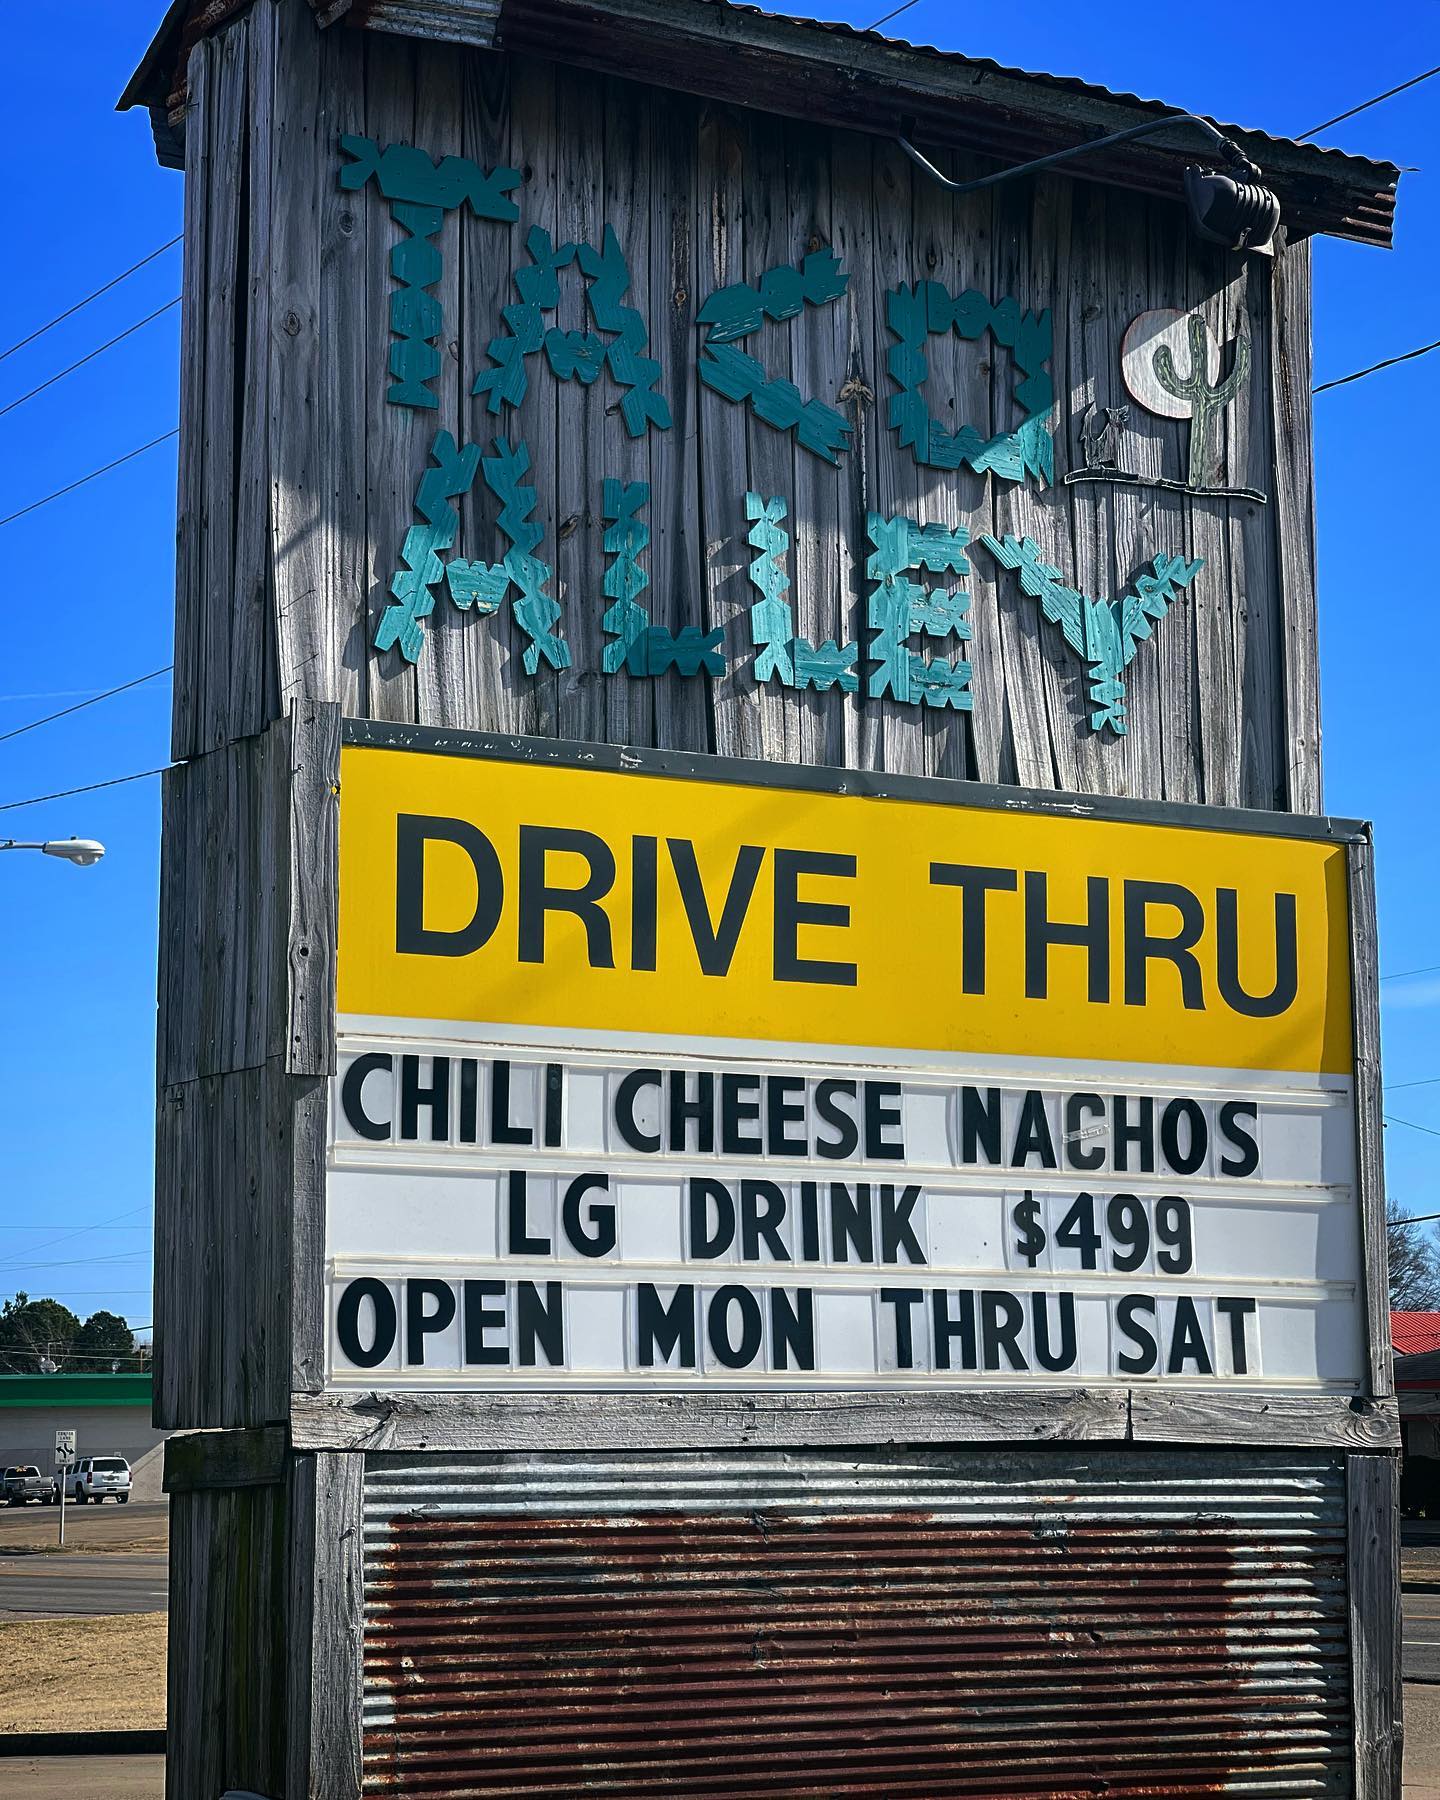 TACO
ALLEY
DRIVE THRU
CHILI CHEESE NACHOS
LG DRINK $499
OPEN MON THRU SAT